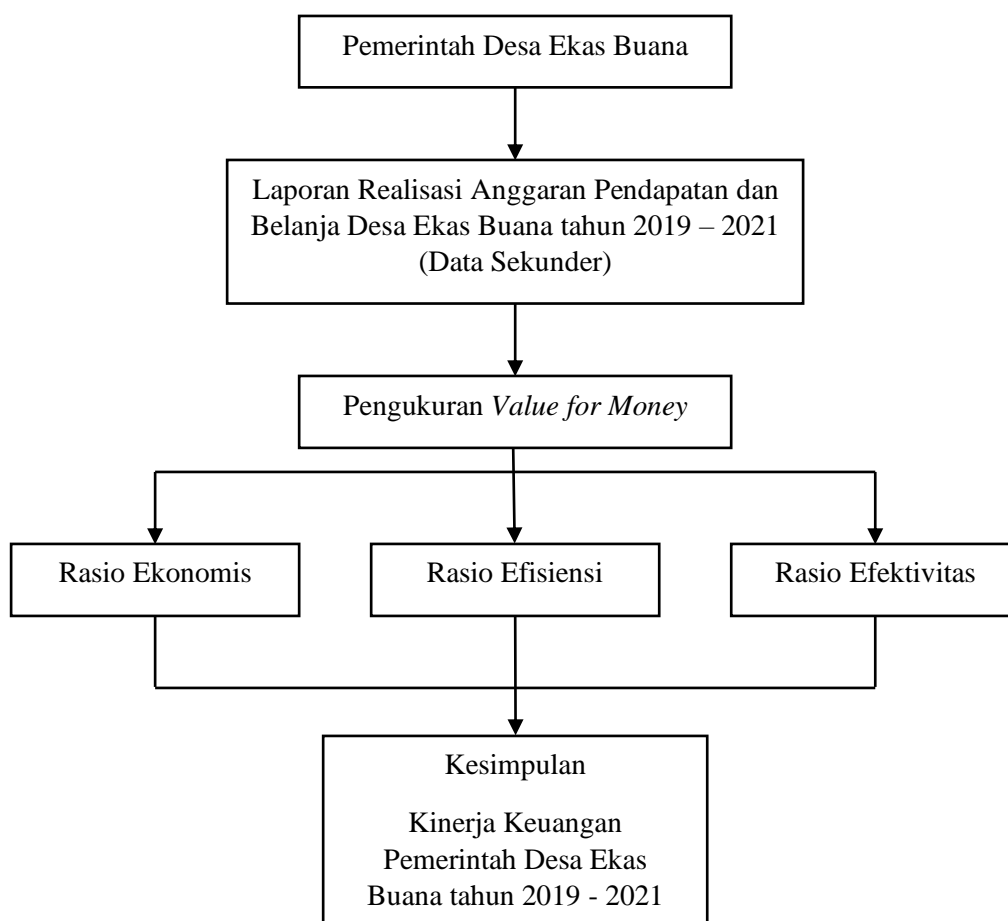 Pemerintah Desa Ekas Buana
Laporan Realisasi Anggaran Pendapatan dan
Belanja Desa Ekas Buana tahun 2019 – 2021
(Data Sekunder)
Pengukuran Value for Money
Rasio Ekonomis
Rasio Efisiensi
Rasio Efektivitas
Kesimpulan
Kinerja Keuangan
Pemerintah Desa Ekas
Buana tahun 2019 - 2021